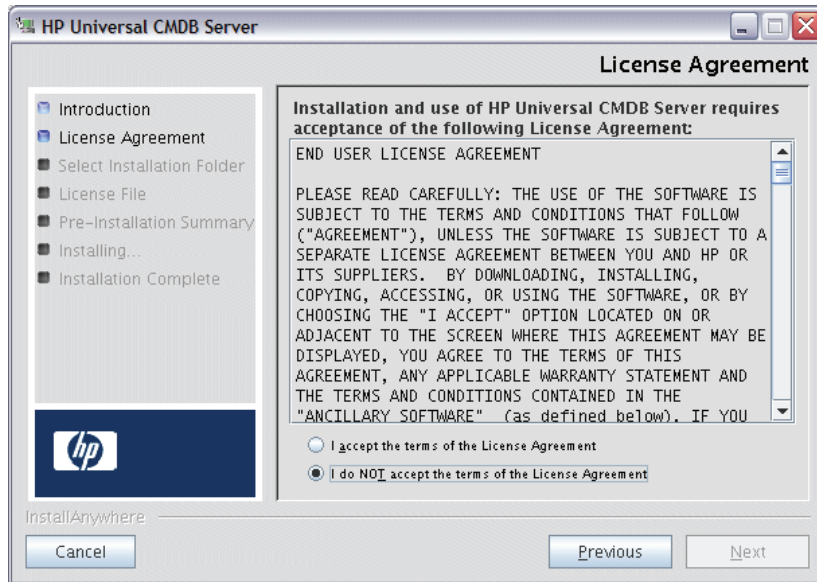 HP Universal CMDB Server
License Agreement
Introduction
License Agreement
Select Installation Folder
License File
Pre-Installation Summary
Installing...
Installation Complete
hp
Installation and use of HP Universal CMDB Server requires
acceptance of the following License Agreement:
END USER LICENSE AGREEMENT
PLEASE READ CAREFULLY: THE USE OF THE SOFTWARE IS
SUBJECT TO THE TERMS AND CONDITIONS THAT FOLLOW
("AGREEMENT"), UNLESS THE SOFTWARE IS SUBJECT TO A
SEPARATE LICENSE AGREEMENT BETWEEN YOU AND HP OR
ITS SUPPLIERS.  BY DOWNLOADING, INSTALLING,
COPYING, ACCESSING, OR USING THE SOFTWARE, OR BY
CHOOSING THE "I ACCEPT" OPTION LOCATED ON OR
ADJACENT TO THE SCREEN WHERE THIS AGREEMENT MAY BE
DISPLAYED, YOU AGREE TO THE TERMS OF THIS
AGREEMENT, ANY APPLICABLE WARRANTY STATEMENT AND
THE TERMS AND CONDITIONS CONTAINED IN THE
"ANCILLARY SOFTWARE"  (as defined below). IF YOU
I accept the terms of the License Agreement
I do NOT accept the terms of the License Agreement
InstallAnywhere
Cancel
Previous
Next